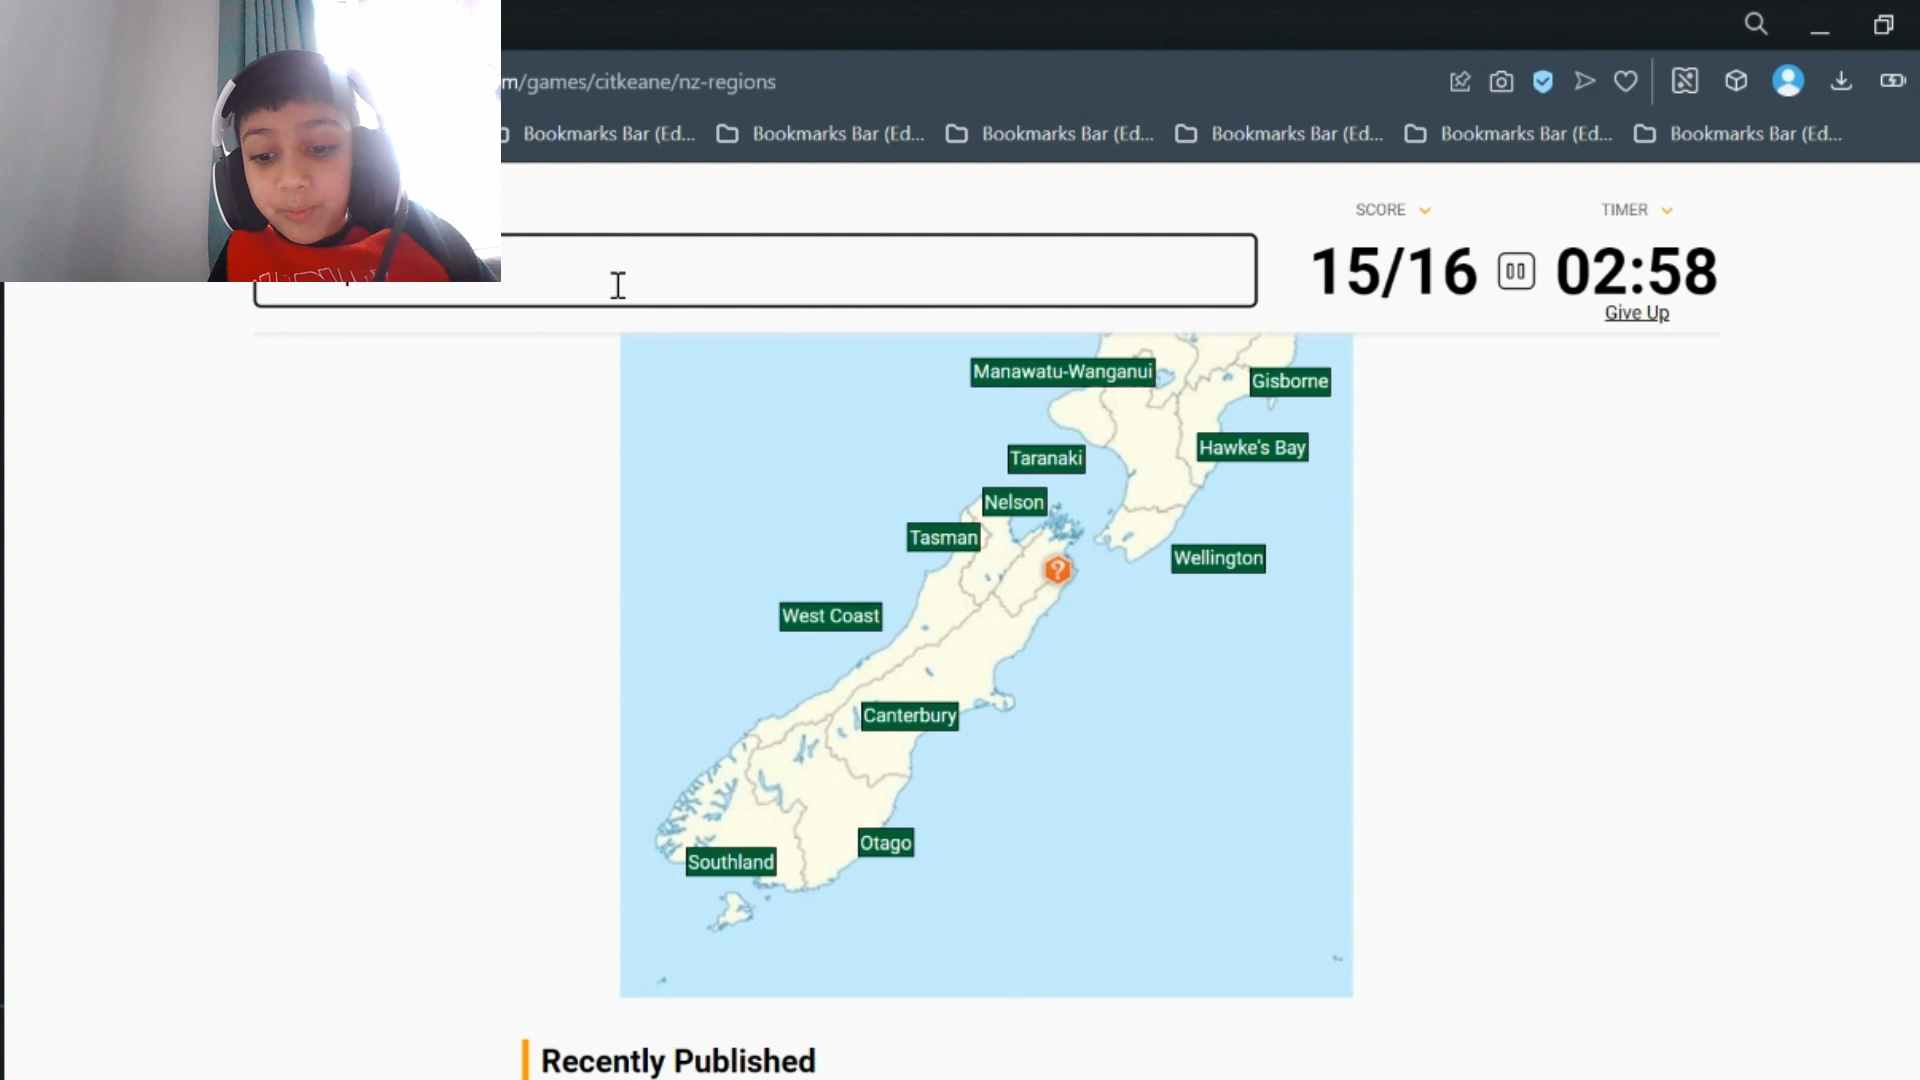 m/games/citkeane/nz-regions
Bookmarks Bar (Ed... Bookmarks Bar (Ed... Bookmarks Bar (Ed... Bookmarks Bar (Ed... Bookmarks Bar (Ed... Bookmarks Bar (Ed...
SCORE TIMER
15/16 02:58
Give Up
Manawatu-Wanganui
Gisborne
Hawke's Bay
Taranaki
Nelson
Tasman
?
Wellington
West Coast
Canterbury
Otago
Southland
Recently Published